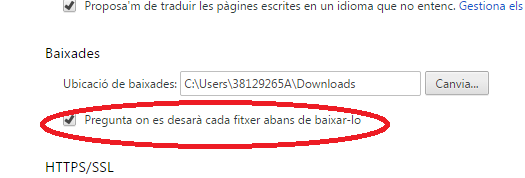 Proposa'm de traduir les pàgines escrites en un idioma que no entenc. Gestiona els
Baixades
Ubicació de baixades: C:\Users\38129265A\Downloads Canvia...
Pregunta on es desarà cada fitxer abans de baixar-lo
HTTPS/SSL